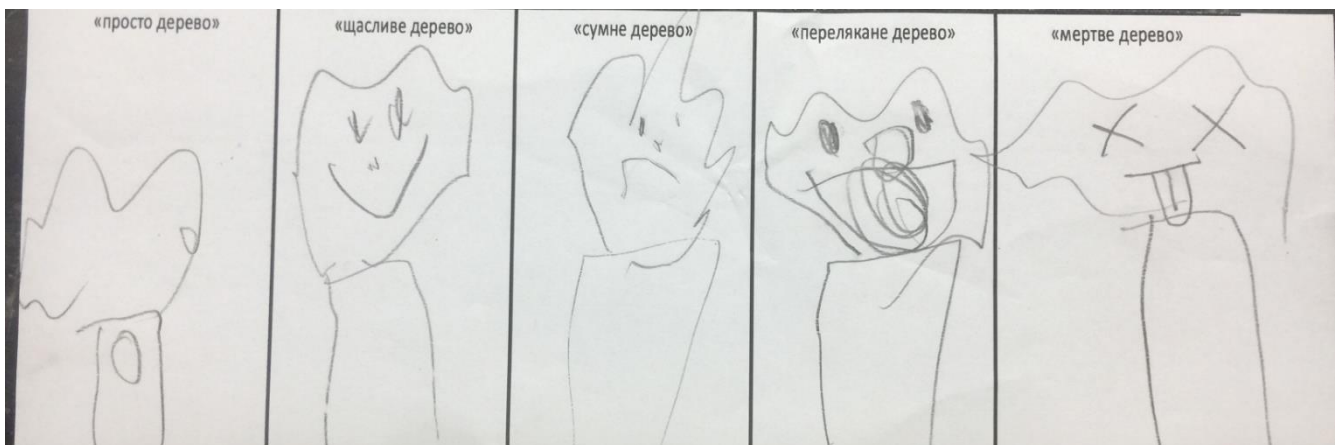 «просто дерево»
«щасливе дерево»
«сумне дерево»
«перелякане дерево»
«мертве дерево»